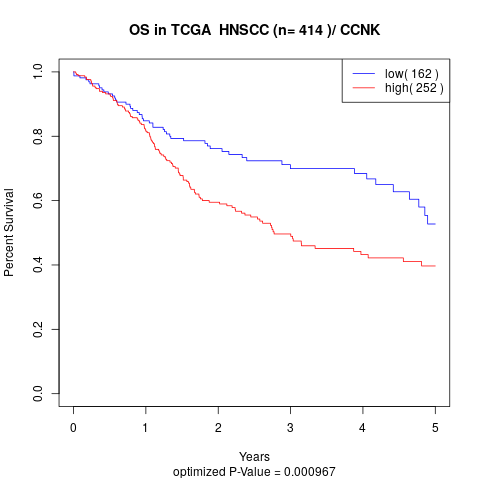 OS in TCGA  HNSCC (n= 414 )/ CCNK
low( 162 )
high( 252 )
Percent Survival
1.0
0.8
0.6
0.4
0.2
0.0
0 1 2 3 4 5
Years
optimized P-Value = 0.000967